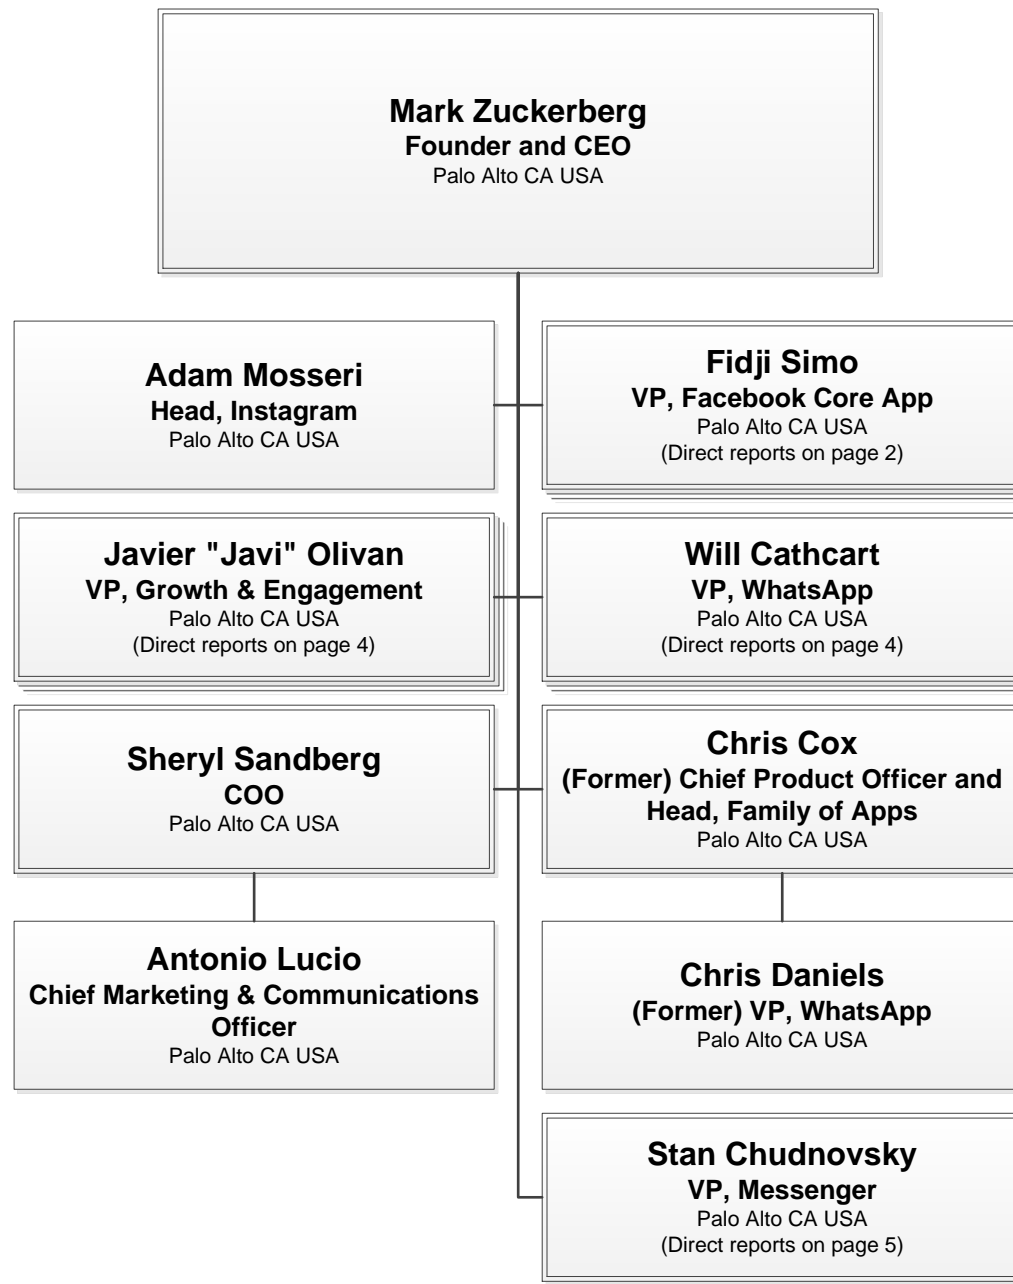 Mark Zuckerberg
Founder and CEO
Palo Alto CA USA
Adam Mosseri
Head, Instagram
Palo Alto CA USA
Fidji Simo
VP, Facebook Core App
Palo Alto CA USA
(Direct reports on page 2)
Javier "Javi" Olivan
VP, Growth & Engagement
Palo Alto CA USA
(Direct reports on page 4)
Will Cathcart
VP, WhatsApp
Palo Alto CA USA
(Direct reports on page 4)
Sheryl Sandberg
COO
Palo Alto CA USA
Chris Cox
(Former) Chief Product Officer and
Head, Family of Apps
Palo Alto CA USA
Antonio Lucio
Chief Marketing & Communications
Officer
Palo Alto CA USA
Chris Daniels
(Former) VP, WhatsApp
Palo Alto CA USA
Stan Chudnovsky
VP, Messenger
Palo Alto CA USA
(Direct reports on page 5)